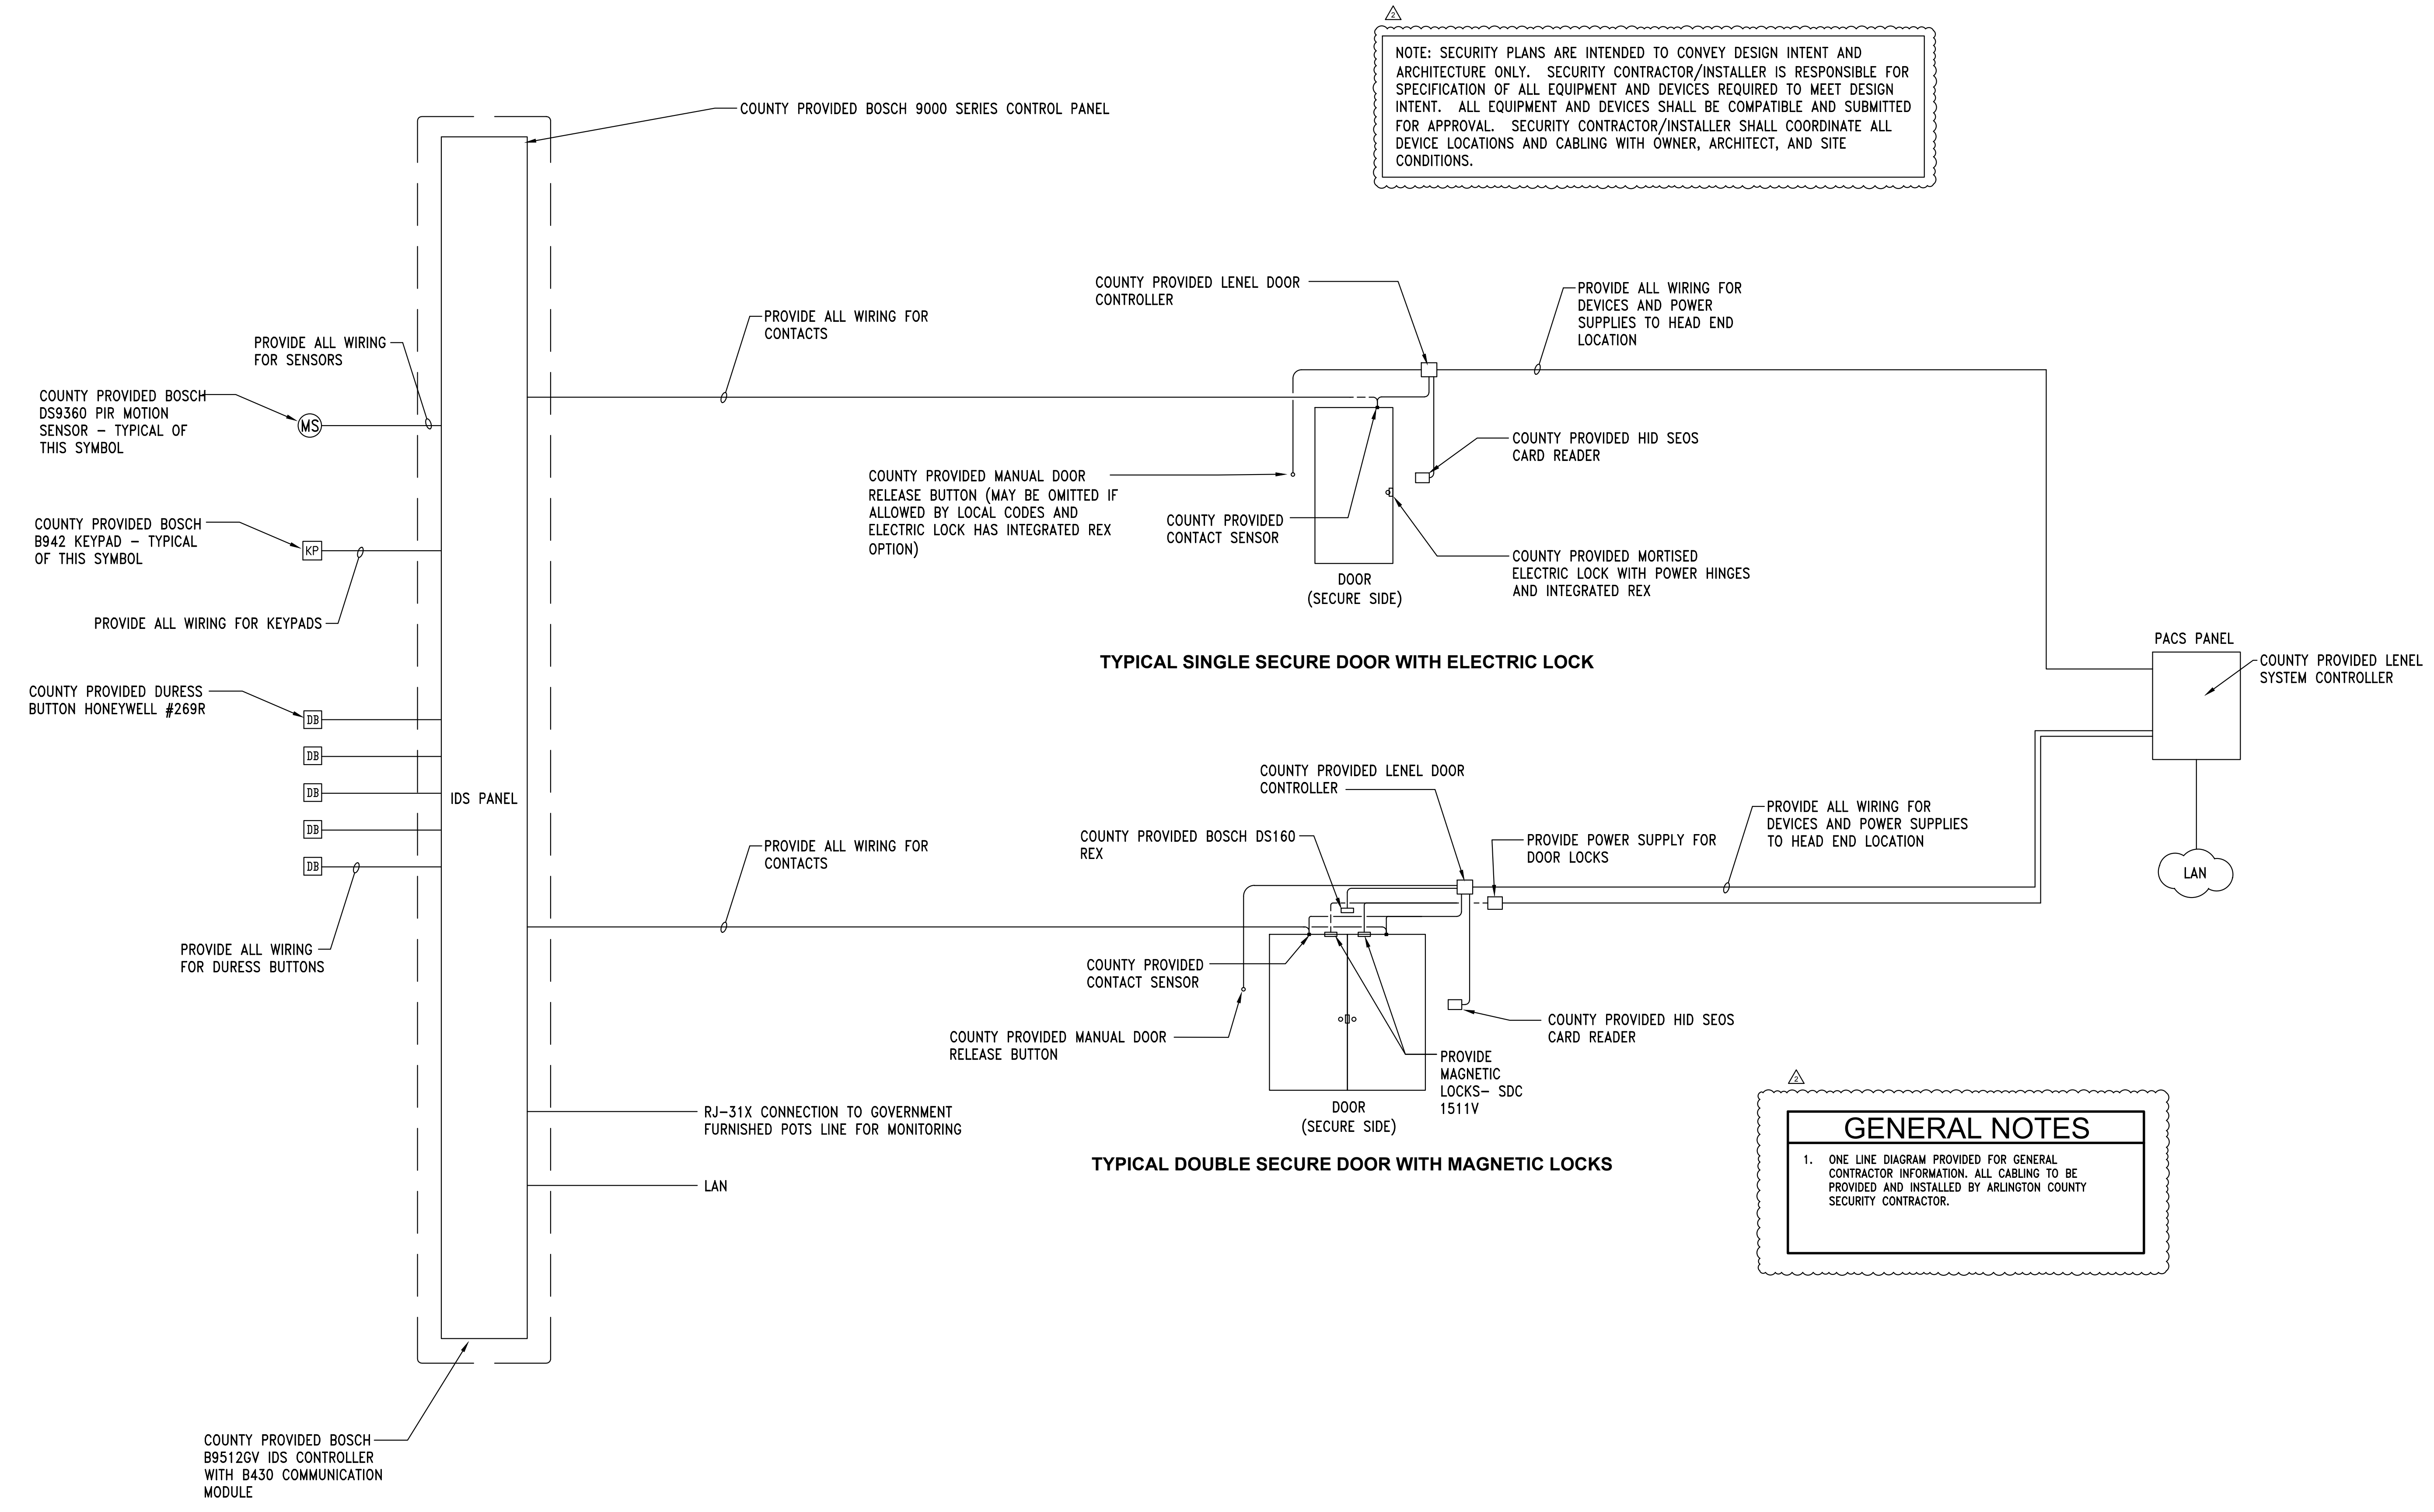 2
NOTE: SECURITY PLANS ARE INTENDED TO CONVEY DESIGN INTENT AND
ARCHITECTURE ONLY. SECURITY CONTRACTOR/INSTALLER IS RESPONSIBLE FOR
SPECIFICATION OF ALL EQUIPMENT AND DEVICES REQUIRED TO MEET DESIGN
INTENT. ALL EQUIPMENT AND DEVICES SHALL BE COMPATIBLE AND SUBMITTED
FOR APPROVAL. SECURITY CONTRACTOR/INSTALLER SHALL COORDINATE ALL
DEVICE LOCATIONS AND CABLING WITH OWNER, ARCHITECT, AND SITE
CONDITIONS.
COUNTY PROVIDED BOSCH 9000 SERIES CONTROL PANEL
PROVIDE ALL WIRING
FOR SENSORS
COUNTY PROVIDED BOSCH
DS9360 PIR MOTION
SENSOR – TYPICAL OF
THIS SYMBOL
MS
COUNTY PROVIDED BOSCH
B942 KEYPAD – TYPICAL
OF THIS SYMBOL
KP
PROVIDE ALL WIRING FOR KEYPADS
COUNTY PROVIDED DURESS
BUTTON HONEYWELL #269R
DB
DB
DB
DB
DB
PROVIDE ALL WIRING
FOR DURESS BUTTONS
IDS PANEL
COUNTY PROVIDED BOSCH
B9512GV IDS CONTROLLER
WITH B430 COMMUNICATION
MODULE
PROVIDE ALL WIRING FOR
CONTACTS
COUNTY PROVIDED LENEL DOOR
CONTROLLER
PROVIDE ALL WIRING FOR
DEVICES AND POWER
SUPPLIES TO HEAD END
LOCATION
COUNTY PROVIDED MANUAL DOOR
RELEASE BUTTON (MAY BE OMITTED IF
ALLOWED BY LOCAL CODES AND
ELECTRIC LOCK HAS INTEGRATED REX
OPTION)
COUNTY PROVIDED
CONTACT SENSOR
COUNTY PROVIDED HID SEOS
CARD READER
COUNTY PROVIDED MORTISED
ELECTRIC LOCK WITH POWER HINGES
AND INTEGRATED REX
DOOR
(SECURE SIDE)
TYPICAL SINGLE SECURE DOOR WITH ELECTRIC LOCK
PACS PANEL
COUNTY PROVIDED LENEL
SYSTEM CONTROLLER
LAN
PROVIDE ALL WIRING FOR
CONTACTS
COUNTY PROVIDED LENEL DOOR
CONTROLLER
COUNTY PROVIDED BOSCH DS160
REX
PROVIDE POWER SUPPLY FOR
DOOR LOCKS
PROVIDE ALL WIRING FOR
DEVICES AND POWER SUPPLIES
TO HEAD END LOCATION
COUNTY PROVIDED
CONTACT SENSOR
COUNTY PROVIDED MANUAL DOOR
RELEASE BUTTON
COUNTY PROVIDED HID SEOS
CARD READER
PROVIDE
MAGNETIC
LOCKS– SDC
1511V
DOOR
(SECURE SIDE)
TYPICAL DOUBLE SECURE DOOR WITH MAGNETIC LOCKS
RJ–31X CONNECTION TO GOVERNMENT
FURNISHED POTS LINE FOR MONITORING
LAN
2
GENERAL NOTES
1. ONE LINE DIAGRAM PROVIDED FOR GENERAL
CONTRACTOR INFORMATION. ALL CABLING TO BE
PROVIDED AND INSTALLED BY ARLINGTON COUNTY
SECURITY CONTRACTOR.